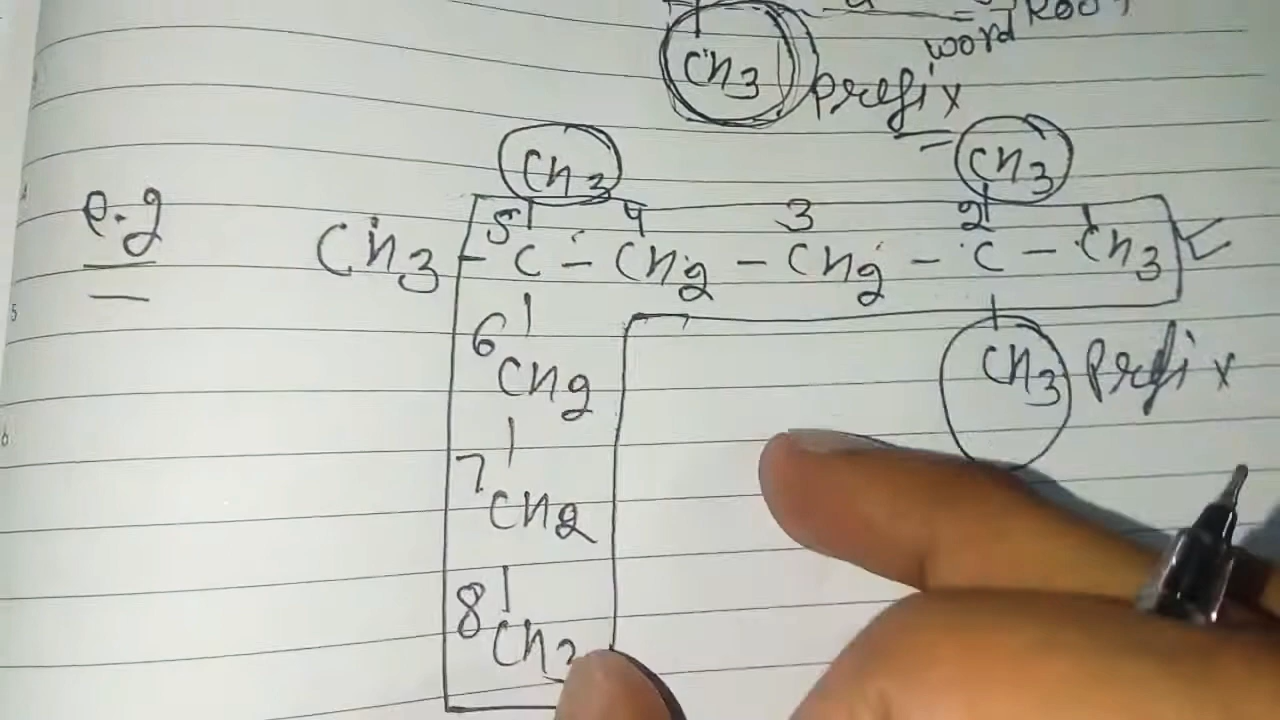 word
CH3 prefix
CH3 CH3
5 4 3 2 1
e.g CH3 - C - CH2 - CH2 - C - CH3
6 CH2 CH3 Prefix
7 CH2
8 CH3